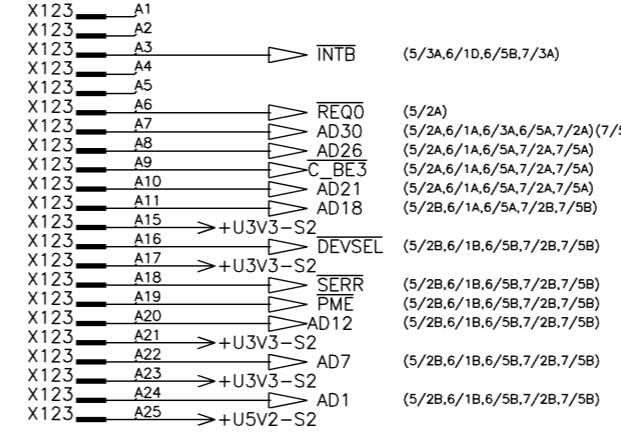 X123 A1
X123 A2
X123 A3 INTB (5/3A,6/1D,6/5B,7/3A)
X123 A4
X123 A5
X123 A6 REQ0 (5/2A)
X123 A7 AD30 (5/2A,6/1A,6/3A,6/5A,7/2A)(7/5
X123 A8 AD26 (5/2A,6/1A,6/5A,7/2A,7/5A)
X123 A9 C_BE3 (5/2A,6/1A,6/5A,7/2A,7/5A)
X123 A10 AD21 (5/2A,6/1A,6/5A,7/2A,7/5A)
X123 A11 AD18 (5/2B,6/1A,6/5A,7/2B,7/5B)
X123 A15 +U3V3-S2
X123 A16 DEVSEL (5/2B,6/1B,6/5B,7/2B,7/5B)
X123 A17 +U3V3-S2
X123 A18 SERR (5/2B,6/1B,6/5B,7/2B,7/5B)
X123 A19 PME (5/2B,6/1B,6/5B,7/2B,7/5B)
X123 A20 AD12 (5/2B,6/1B,6/5B,7/2B,7/5B)
X123 A21 +U3V3-S2
X123 A22 AD7 (5/2B,6/1B,6/5B,7/2B,7/5B)
X123 A23 +U3V3-S2
X123 A24 AD1 (5/2B,6/1B,6/5B,7/2B,7/5B)
X123 A25 +U5V2-S2